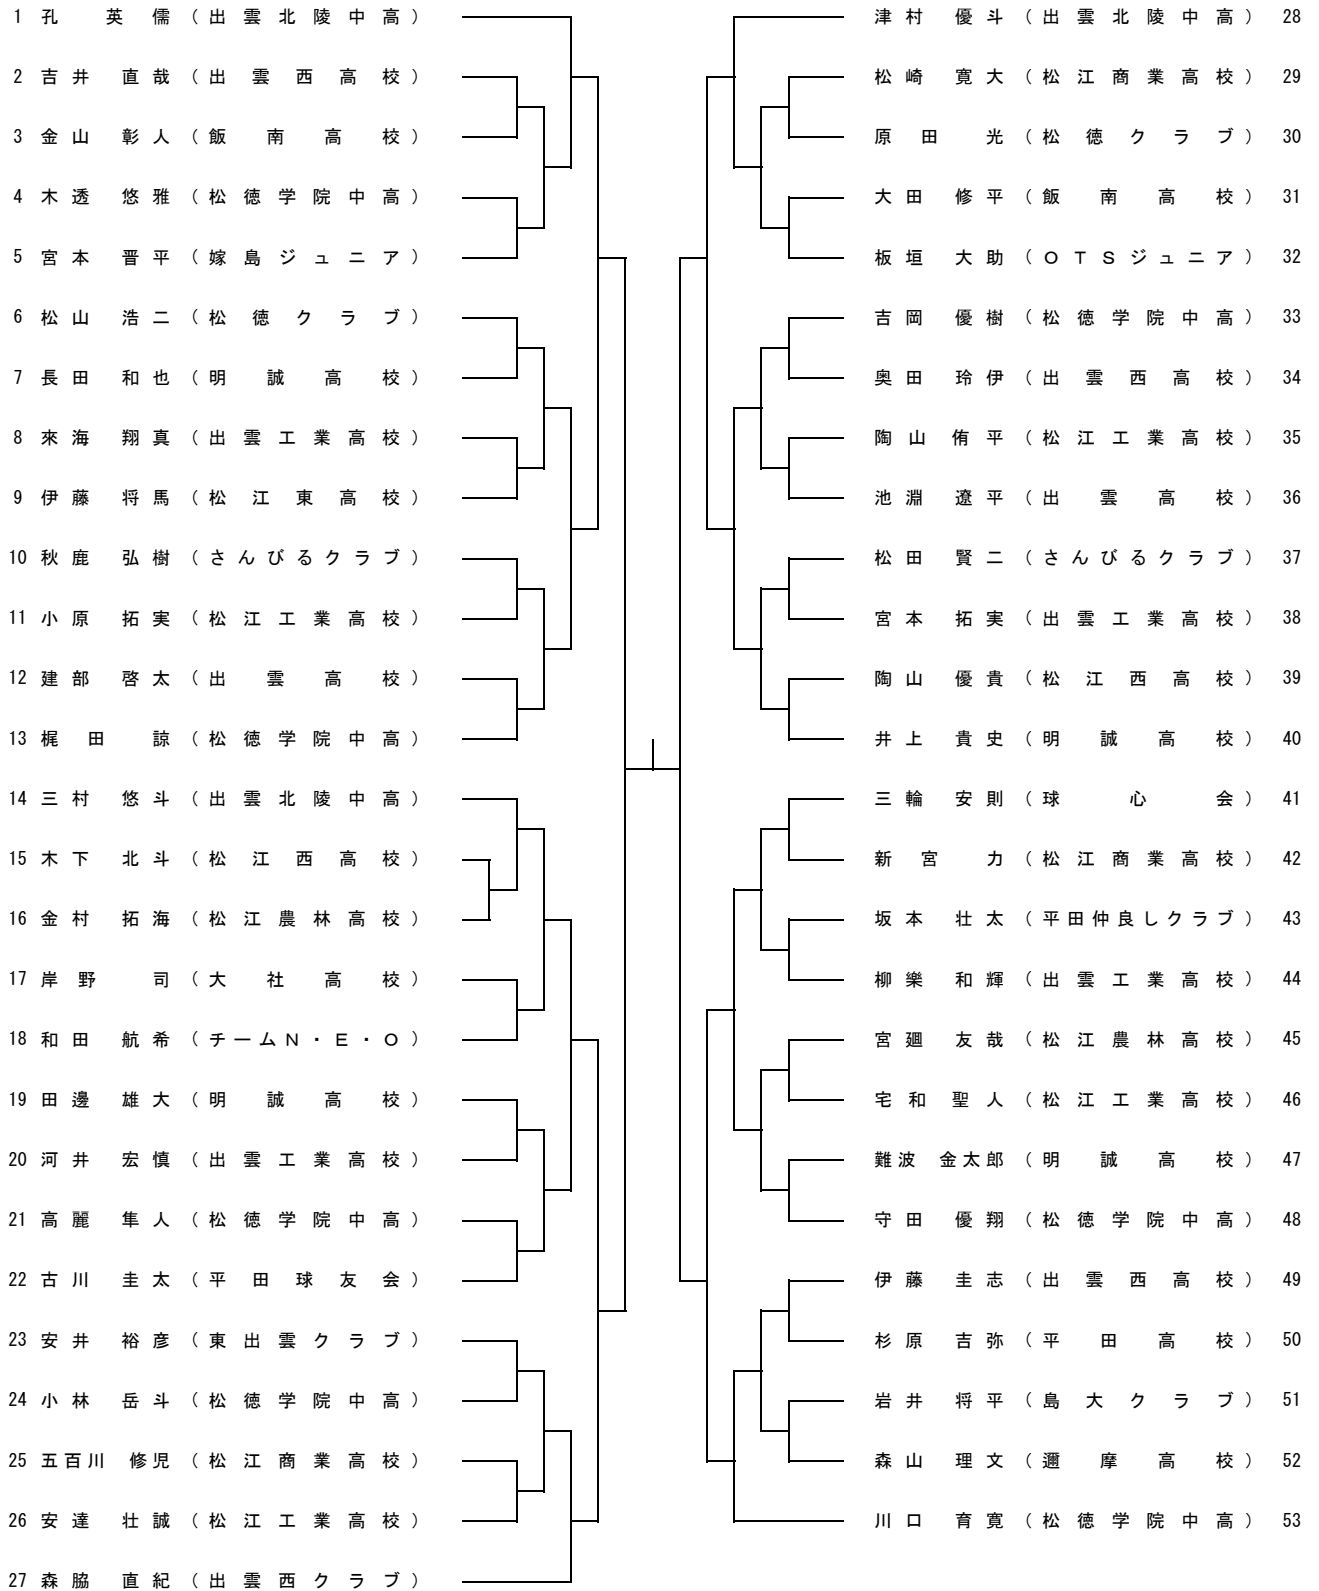 1 孔 英儒 (出雲北陵中高)
2 吉井 直哉 (出雲西高校)
3 金山 彰人 (飯南高校)
4 木透 悠雅 (松徳学院中高)
5 宮本 晋平 (嫁島ジュニア)
6 松山 浩二 (松徳クラブ)
7 長田 和也 (明誠高校)
8 來海 翔真 (出雲工業高校)
9 伊藤 将馬 (松江東高校)
10 秋鹿 弘樹 (さんびるクラブ)
11 小原 拓実 (松江工業高校)
12 建部 啓太 (出雲高校)
13 梶田 諒 (松徳学院中高)
14 三村 悠斗 (出雲北陵中高)
15 木下 北斗 (松江西高校)
16 金村 拓海 (松江農林高校)
17 岸野 司 (大社高校)
18 和田 航希 (チームN・E・O)
19 田邊 雄大 (明誠高校)
20 河井 宏慎 (出雲工業高校)
21 高麗 隼人 (松徳学院中高)
22 古川 圭太 (平田球友会)
23 安井 裕彦 (東出雲クラブ)
24 小林 岳斗 (松徳学院中高)
25 五百川 修児 (松江商業高校)
26 安達 壮誠 (松江工業高校)
27 森脇 直紀 (出雲西クラブ)
津村 優斗 (出雲北陵中高) 28
松崎 寛大 (松江商業高校) 29
原田 光 (松徳クラブ) 30
大田 修平 (飯南高校) 31
板垣 大助 (OTSジュニア) 32
吉岡 優樹 (松徳学院中高) 33
奥田 玲伊 (出雲西高校) 34
陶山 侑平 (松江工業高校) 35
池淵 遼平 (出雲高校) 36
松田 賢二 (さんびるクラブ) 37
宮本 拓実 (出雲工業高校) 38
陶山 優貴 (松江西高校) 39
井上 貴史 (明誠高校) 40
三輪 安則 (球心会) 41
新宮 力 (松江商業高校) 42
坂本 壮太 (平田仲良しクラブ) 43
柳樂 和輝 (出雲工業高校) 44
宮廻 友哉 (松江農林高校) 45
宅和 聖人 (松江工業高校) 46
難波 金太郎 (明誠高校) 47
守田 優翔 (松徳学院中高) 48
伊藤 圭志 (出雲西高校) 49
杉原 吉弥 (平田高校) 50
岩井 将平 (島大クラブ) 51
森山 理文 (邇摩高校) 52
川口 育寛 (松徳学院中高) 53